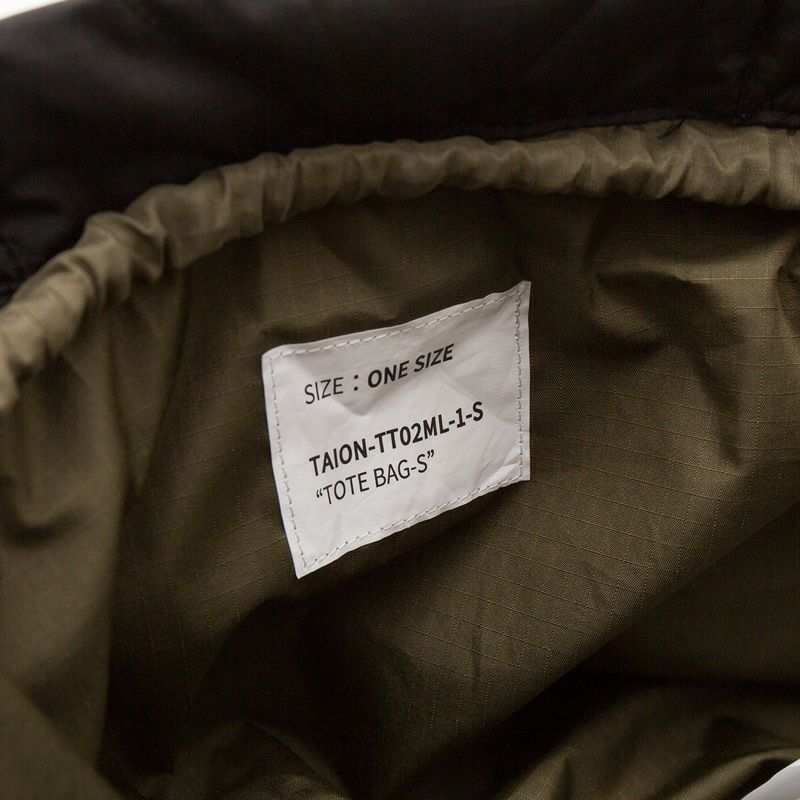 SIZE : ONE SIZE
TAION-TT02ML-1-S
“TOTE BAG-S”